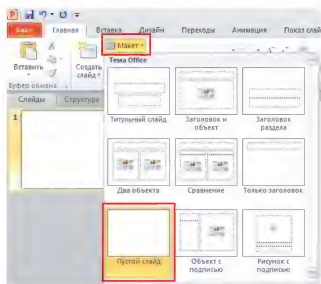 Файл Главная Вставка Дизайн Переходы Анимация Показ слай
Макет
Вставить
Создать слайд
Буфер обмена
Слайды Структура
1
Тема Office
Титульный слайд
Заголовок и объект
Заголовок раздела
Два объекта
Сравнение
Только заголовок
Пустой слайд
Объект с подписью
Рисунок с подписью